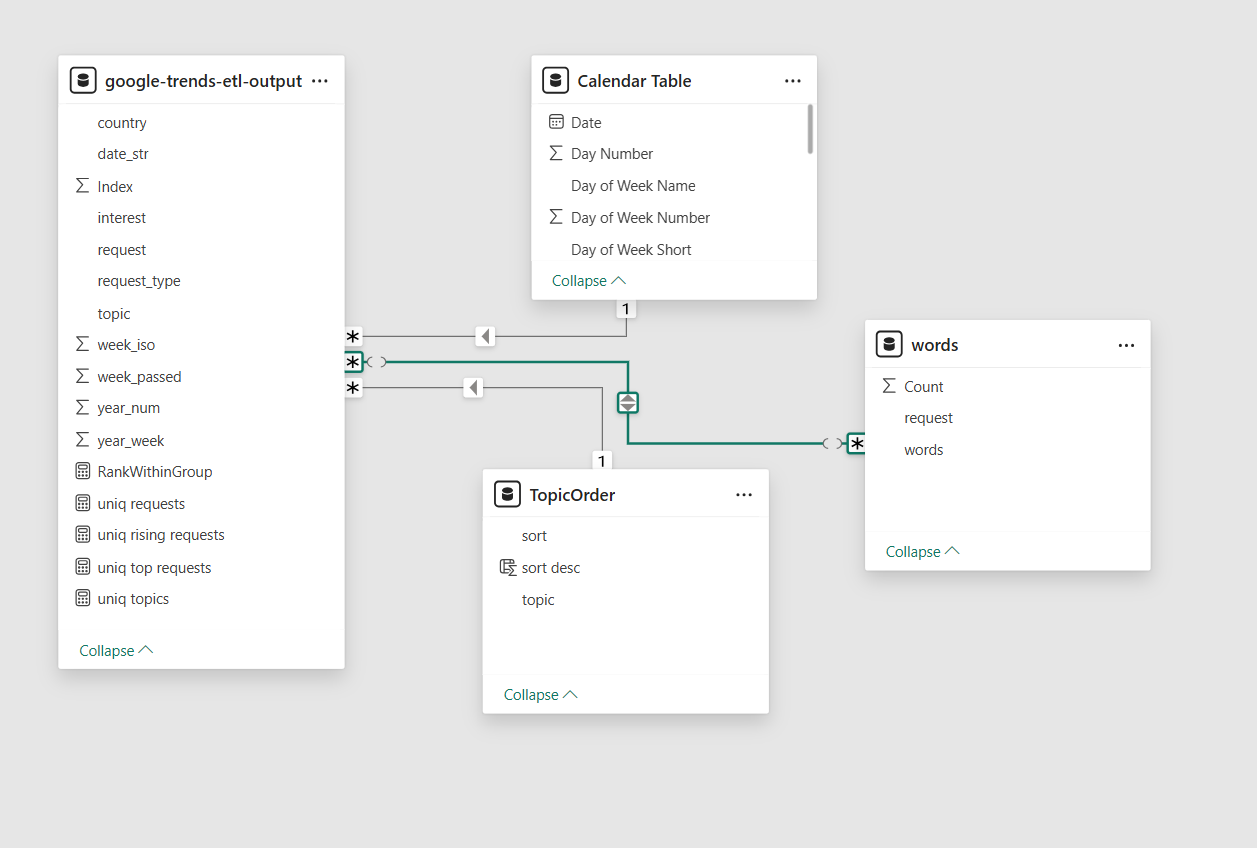 google-trends-etl-output
country
date_str
Index
interest
request
request_type
topic
week_iso
week_passed
year_num
year_week
RankWithinGroup
uniq requests
uniq rising requests
uniq top requests
uniq topics
Collapse
Calendar Table
Date
Day Number
Day of Week Name
Day of Week Number
Day of Week Short
Collapse
1
*
*
*
1
TopicOrder
sort
sort desc
topic
Collapse
*
words
Count
request
words
Collapse